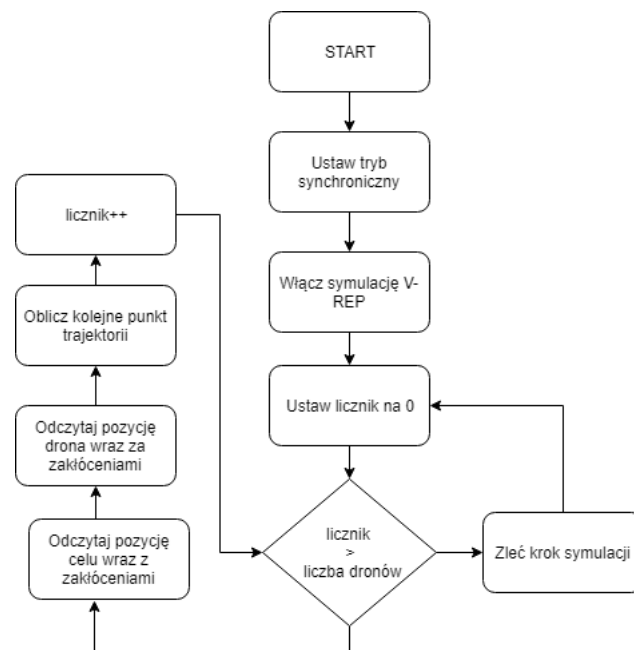 START
Ustaw tryb
synchroniczny
Włącz symulację V-
REP
Ustaw licznik na 0
licznik
>
liczba dronów
Zleć krok symulacji
licznik++
Oblicz kolejne punkt
trajektorii
Odczytaj pozycję
drona wraz za
zakłóceniami
Odczytaj pozycję
celu wraz z
zakłóceniami